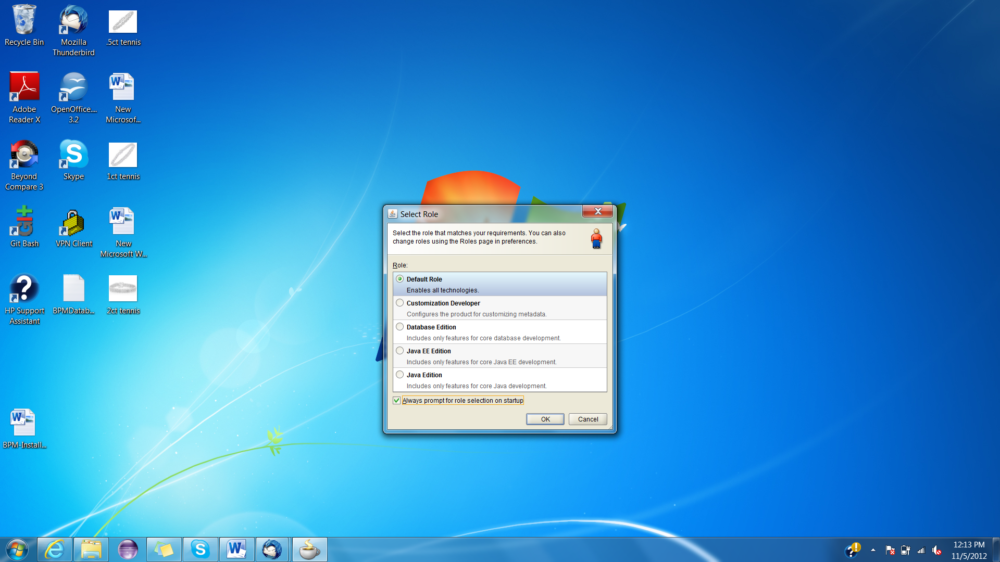 Recycle Bin
Mozilla
Thunderbird
.5ct tennis
Adobe
Reader X
OpenOffice....
3.2
New
Microsof...
Beyond
Compare 3
Skype
1ct tennis
Git Bash
VPN Client
New
Microsoft W...
HP Support
Assistant
BPMDatab...
2ct tennis
BPM-Install...
Select Role
Select the role that matches your requirements. You can also
change roles using the Roles page in preferences.
Role:
Default Role
Enables all technologies.
Customization Developer
Configures the product for customizing metadata.
Database Edition
Includes only features for core database development.
Java EE Edition
Includes only features for core Java EE development.
Java Edition
Includes only features for core Java development.
Always prompt for role selection on startup
OK
Cancel
12:13 PM
11/5/2012